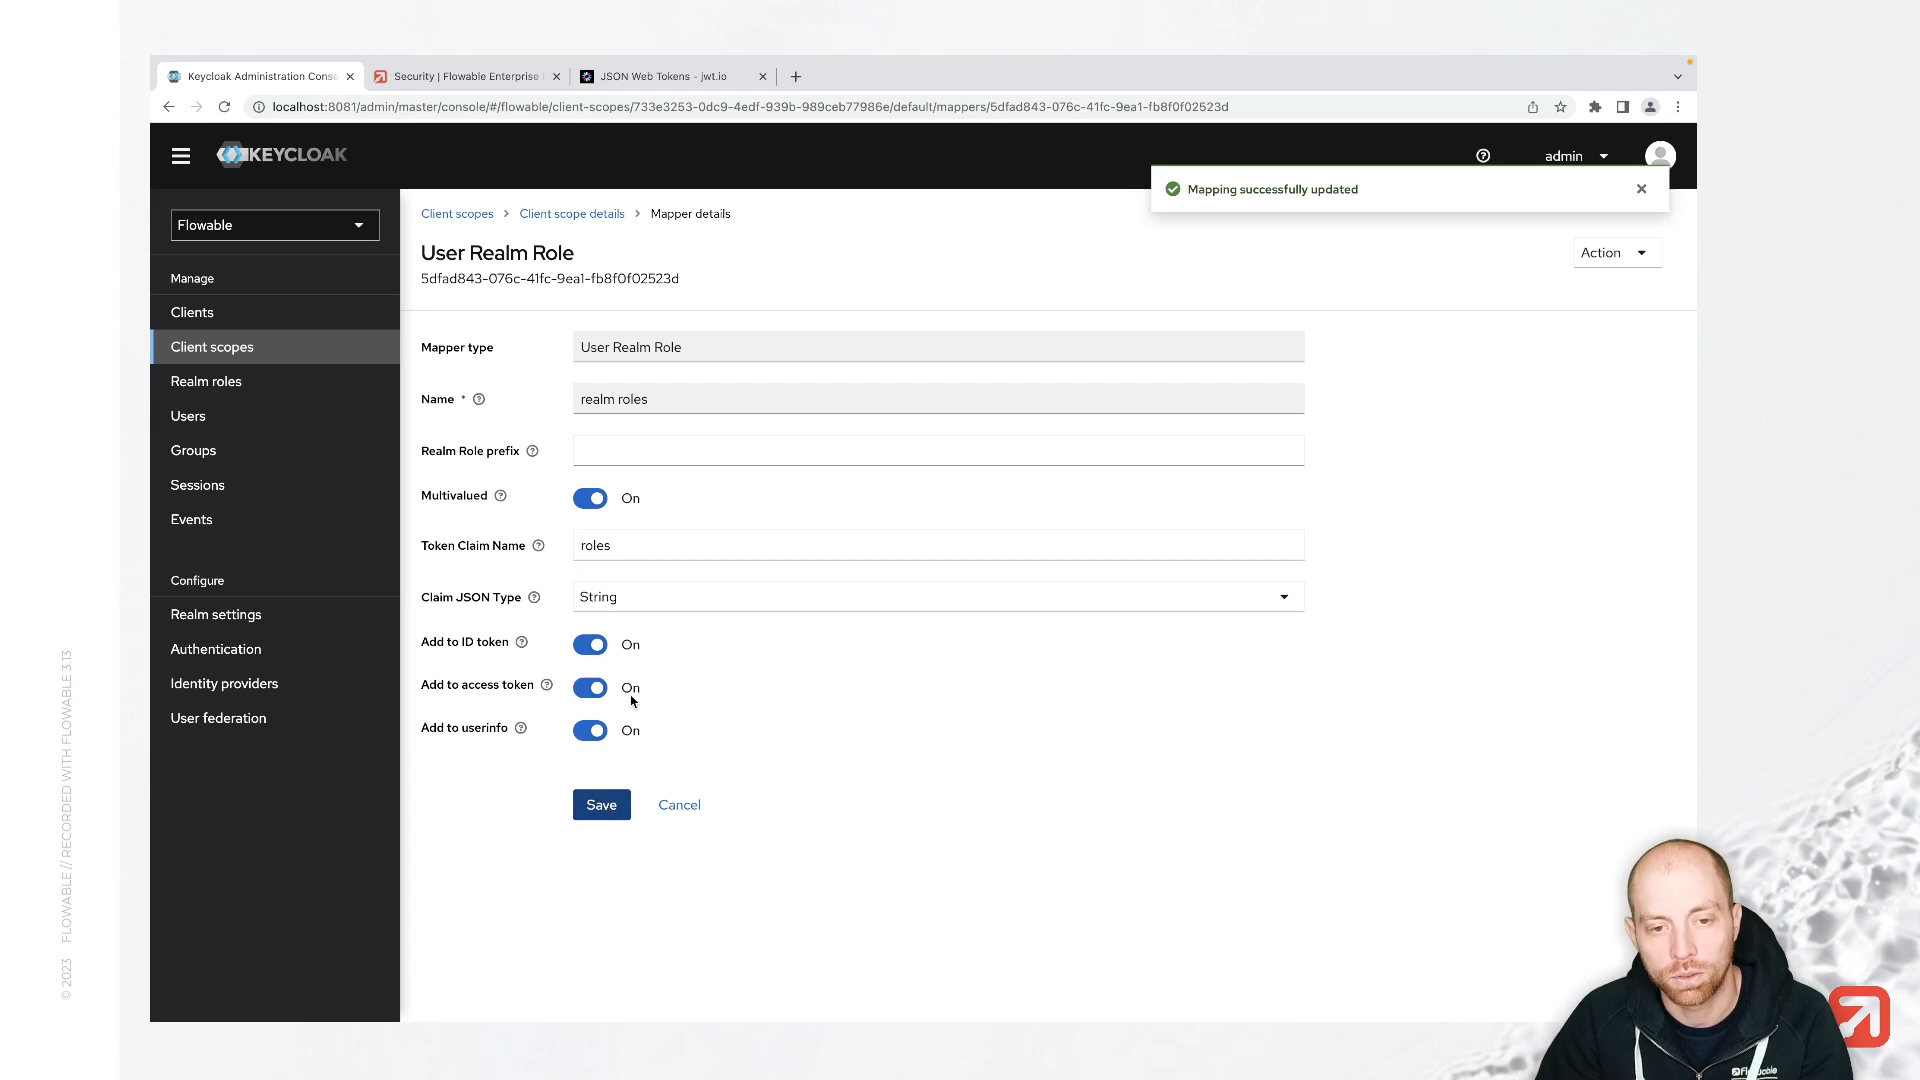 Keycloak Administration Conso
Security | Flowable Enterprise
JSON Web Tokens - jwt.io
localhost:8081/admin/master/console/#/flowable/client-scopes/733e3253-0dc9-4edf-939b-989ceb77986e/default/mappers/5dfad843-076c-41fc-9ea1-fb8f0f02523d
KEYCLOAK
admin
Mapping successfully updated
Flowable
Manage
Clients
Client scopes
Realm roles
Users
Groups
Sessions
Events
Configure
Realm settings
Authentication
Identity providers
User federation
Client scopes > Client scope details > Mapper details
User Realm Role
5dfad843-076c-41fc-9ea1-fb8f0f02523d
Action
Mapper type
User Realm Role
Name *
realm roles
Realm Role prefix
Multivalued
On
Token Claim Name
roles
Claim JSON Type
String
Add to ID token
On
Add to access token
On
Add to userinfo
On
Save
Cancel
© 2023 FLOWABLE // RECORDED WITH FLOWABLE 3.13